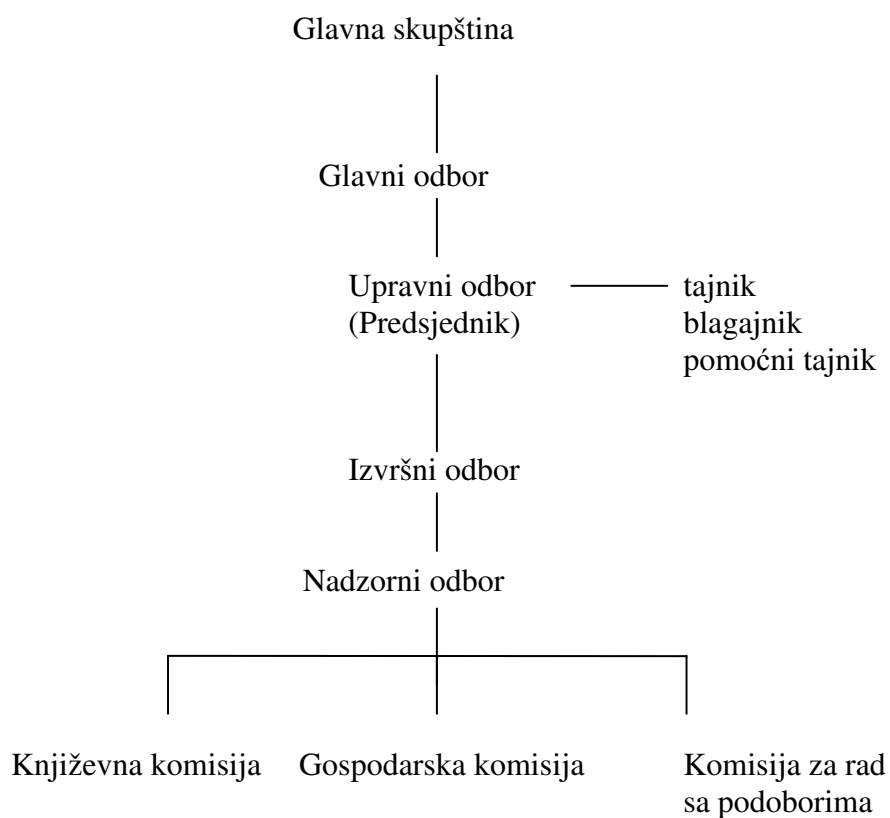 Glavna skupština
Glavni odbor
Upravni odbor
(Predsjednik)
tajnik
blagajnik
pomoćni tajnik
Izvršni odbor
Nadzorni odbor
Književna komisija
Gospodarska komisija
Komisija za rad
sa podoborima